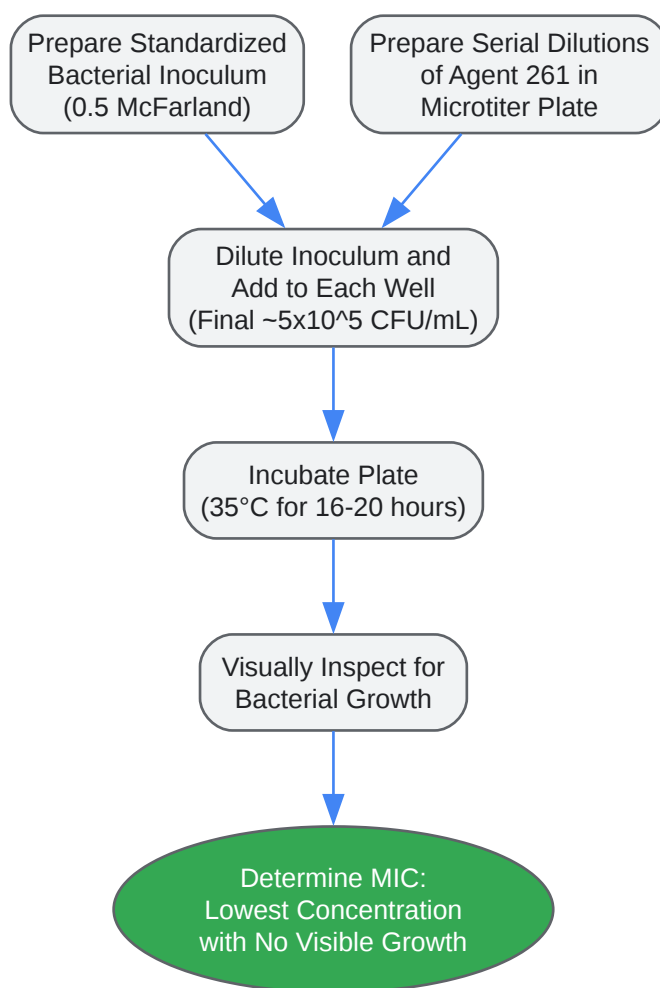 Prepare Standardized
Bacterial Inoculum
(0.5 McFarland)
Prepare Serial Dilutions
of Agent 261 in
Microtiter Plate
Dilute Inoculum and
Add to Each Well
(Final ~5x10^5 CFU/mL)
Incubate Plate
(35°C for 16-20 hours)
Visually Inspect for
Bacterial Growth
Determine MIC:
Lowest Concentration
with No Visible Growth